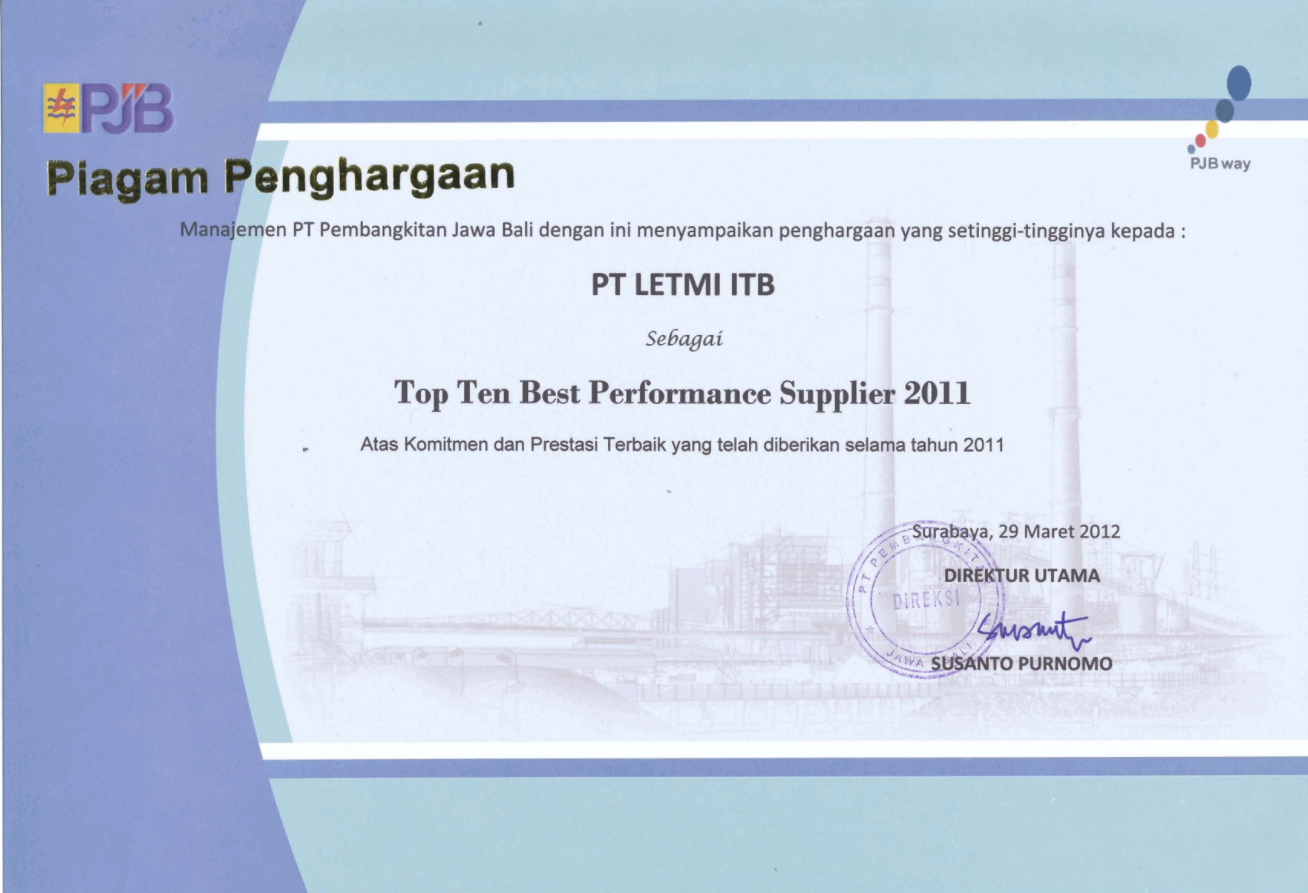 PJB
PJB way
Piagam Penghargaan
Manajemen PT Pembangkitan Jawa Bali dengan ini menyampaikan penghargaan yang setinggi-tingginya kepada :
PT LETMI ITB
Sebagai
Top Ten Best Performance Supplier 2011
Atas Komitmen dan Prestasi Terbaik yang telah diberikan selama tahun 2011
Surabaya, 29 Maret 2012
DIREKTUR UTAMA
PT PEMBANGKITAN
DIREKSI
JAWA BALI
SUSANTO PURNOMO